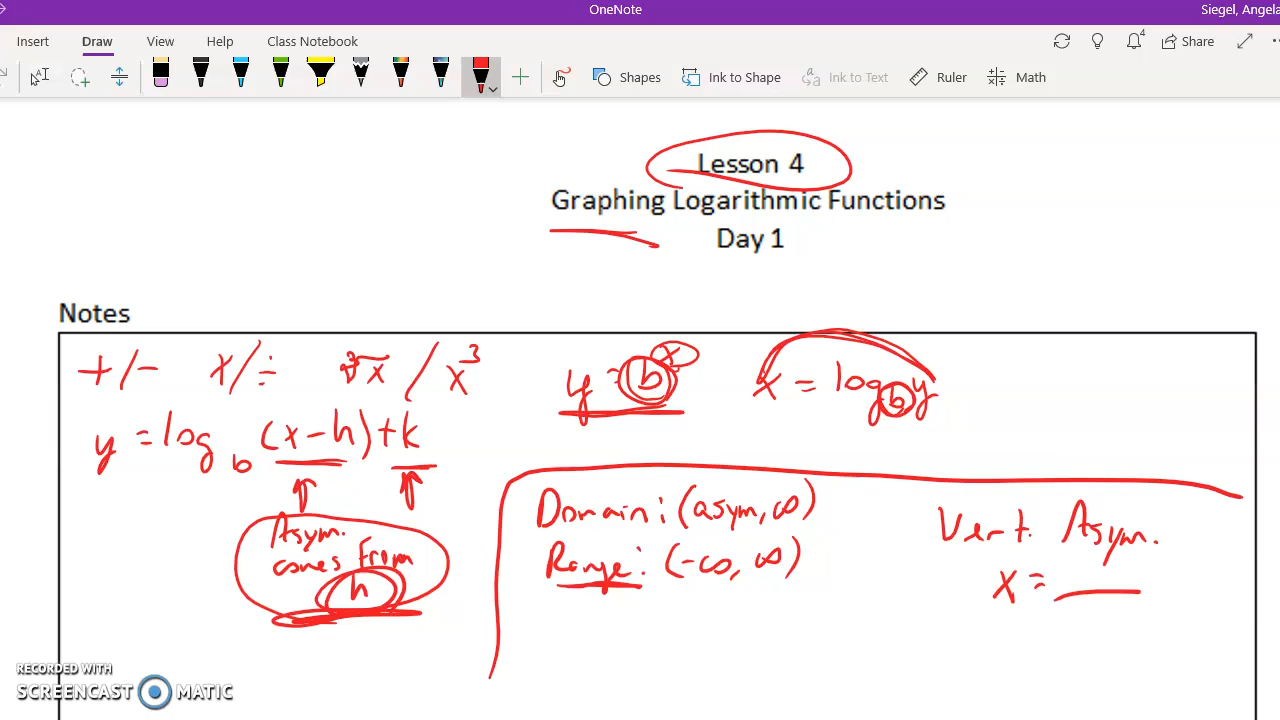 OneNote
Siegel, Angela
Insert Draw View Help Class Notebook
4
Share
Shapes Ink to Shape Ink to Text Ruler Math
Lesson 4
Graphing Logarithmic Functions
Day 1
Notes
+/- x/÷ ∛x / x³ y = b^x x = log_b y
y = log_b (x-h)+k
Domain: (asym, ∞)
Range: (-∞, ∞)
Vert. Asym.
x = ___
Asym.
comes from
h
RECORDED WITH
SCREENCAST MATIC